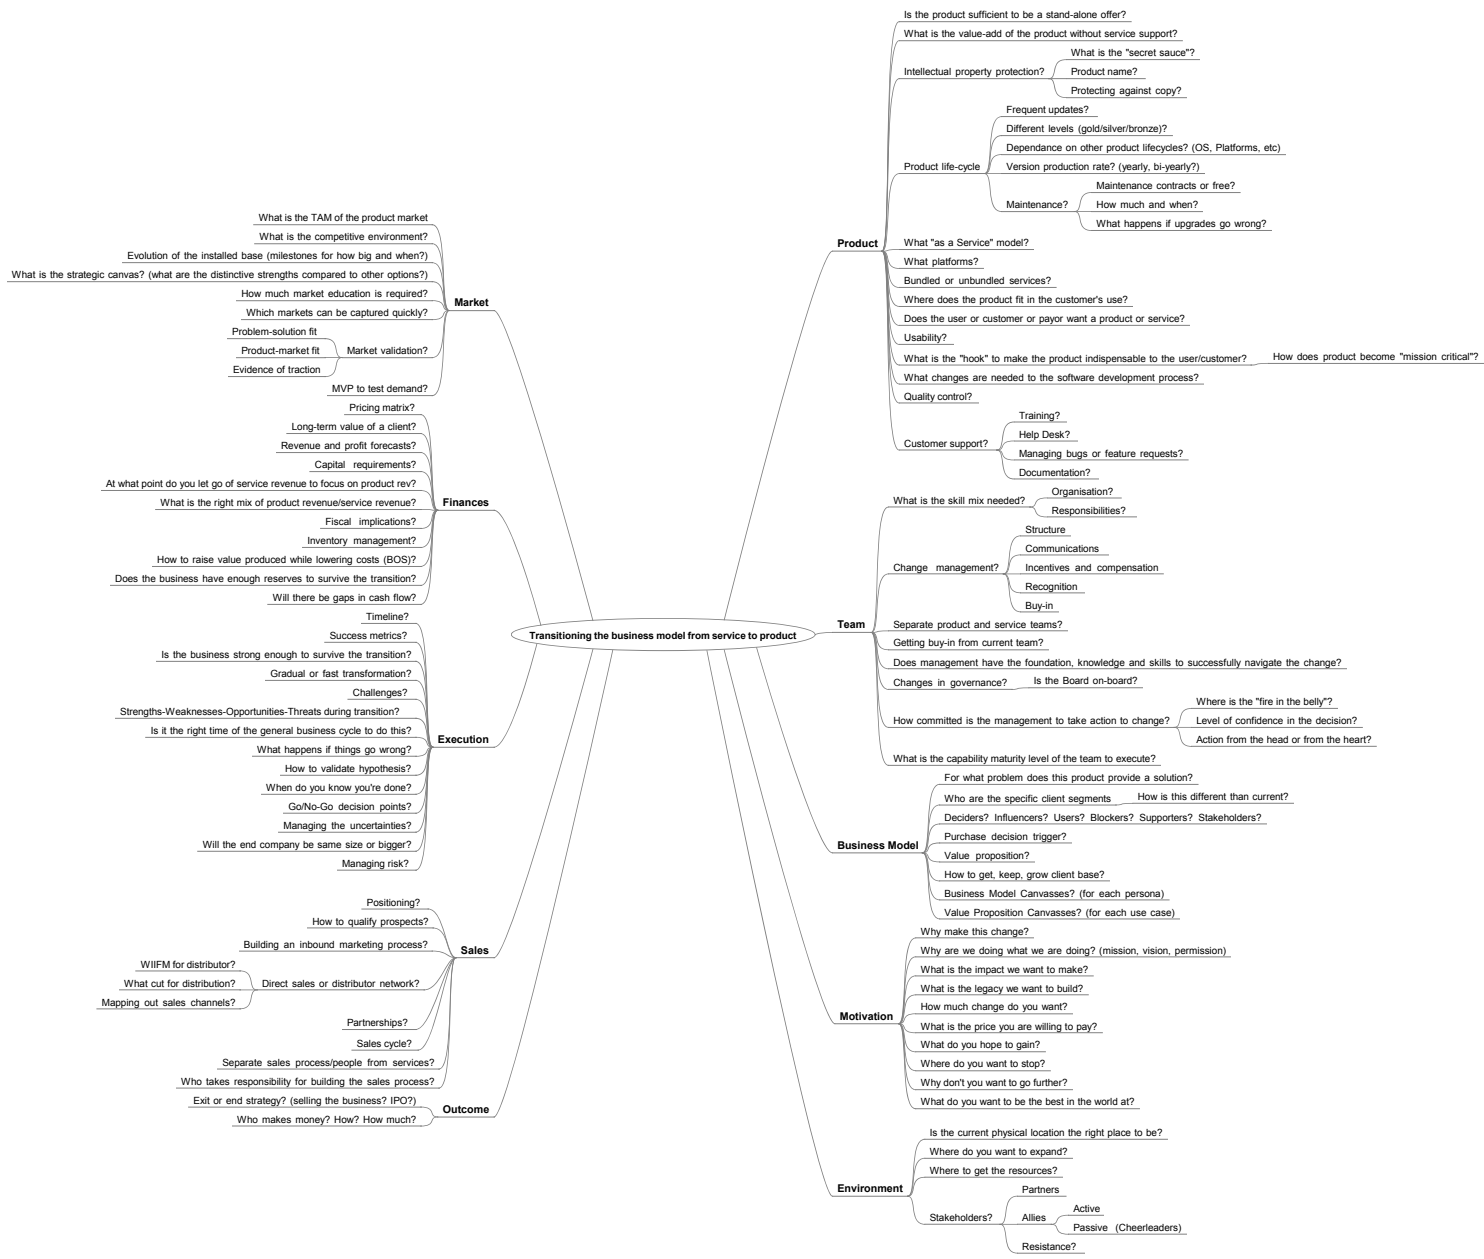 Transitioning the business model from service to product
Product
Is the product sufficient to be a stand-alone offer?
What is the value-add of the product without service support?
Intellectual property protection?
What is the "secret sauce"?
Product name?
Protecting against copy?
Product life-cycle
Frequent updates?
Different levels (gold/silver/bronze)?
Dependance on other product lifecycles? (OS, Platforms, etc)
Version production rate? (yearly, bi-yearly?)
Maintenance?
Maintenance contracts or free?
How much and when?
What happens if upgrades go wrong?
What "as a Service" model?
What platforms?
Bundled or unbundled services?
Where does the product fit in the customer's use?
Does the user or customer or payor want a product or service?
Usability?
What is the "hook" to make the product indispensable to the user/customer?
How does product become "mission critical"?
What changes are needed to the software development process?
Quality control?
Customer support?
Training?
Help Desk?
Managing bugs or feature requests?
Documentation?
Team
What is the skill mix needed?
Organisation?
Responsibilities?
Change management?
Structure
Communications
Incentives and compensation
Recognition
Buy-in
Separate product and service teams?
Getting buy-in from current team?
Does management have the foundation, knowledge and skills to successfully navigate the change?
Changes in governance?
Is the Board on-board?
How committed is the management to take action to change?
Where is the "fire in the belly"?
Level of confidence in the decision?
Action from the head or from the heart?
What is the capability maturity level of the team to execute?
Business Model
For what problem does this product provide a solution?
Who are the specific client segments
How is this different than current?
Deciders? Influencers? Users? Blockers? Supporters? Stakeholders?
Purchase decision trigger?
Value proposition?
How to get, keep, grow client base?
Business Model Canvasses? (for each persona)
Value Proposition Canvasses? (for each use case)
Motivation
Why make this change?
Why are we doing what we are doing? (mission, vision, permission)
What is the impact we want to make?
What is the legacy we want to build?
How much change do you want?
What is the price you are willing to pay?
What do you hope to gain?
Where do you want to stop?
Why don't you want to go further?
What do you want to be the best in the world at?
Environment
Is the current physical location the right place to be?
Where do you want to expand?
Where to get the resources?
Stakeholders?
Partners
Allies
Active
Passive (Cheerleaders)
Resistance?
Market
What is the TAM of the product market
What is the competitive environment?
Evolution of the installed base (milestones for how big and when?)
What is the strategic canvas? (what are the distinctive strengths compared to other options?)
How much market education is required?
Which markets can be captured quickly?
Market validation?
Problem-solution fit
Product-market fit
Evidence of traction
MVP to test demand?
Finances
Pricing matrix?
Long-term value of a client?
Revenue and profit forecasts?
Capital requirements?
At what point do you let go of service revenue to focus on product rev?
What is the right mix of product revenue/service revenue?
Fiscal implications?
Inventory management?
How to raise value produced while lowering costs (BOS)?
Does the business have enough reserves to survive the transition?
Will there be gaps in cash flow?
Execution
Timeline?
Success metrics?
Is the business strong enough to survive the transition?
Gradual or fast transformation?
Challenges?
Strengths-Weaknesses-Opportunities-Threats during transition?
Is it the right time of the general business cycle to do this?
What happens if things go wrong?
How to validate hypothesis?
When do you know you're done?
Go/No-Go decision points?
Managing the uncertainties?
Will the end company be same size or bigger?
Managing risk?
Sales
Positioning?
How to qualify prospects?
Building an inbound marketing process?
Direct sales or distributor network?
WIIFM for distributor?
What cut for distribution?
Mapping out sales channels?
Partnerships?
Sales cycle?
Separate sales process/people from services?
Who takes responsibility for building the sales process?
Outcome
Exit or end strategy? (selling the business? IPO?)
Who makes money? How? How much?